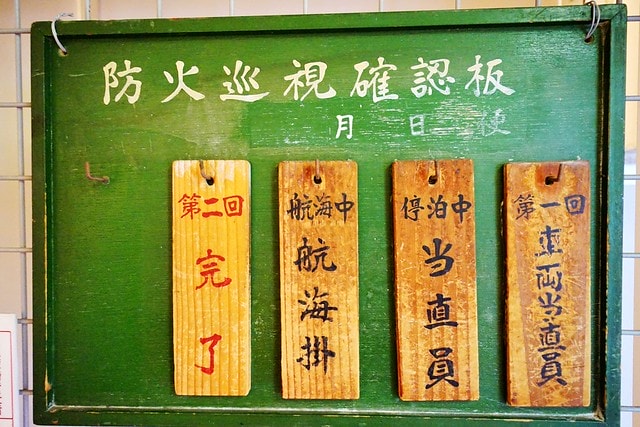 防火巡視確認板
月 日 便
第一回
車両当直員
停泊中
当直員
航海中
航海掛
第二回
完了